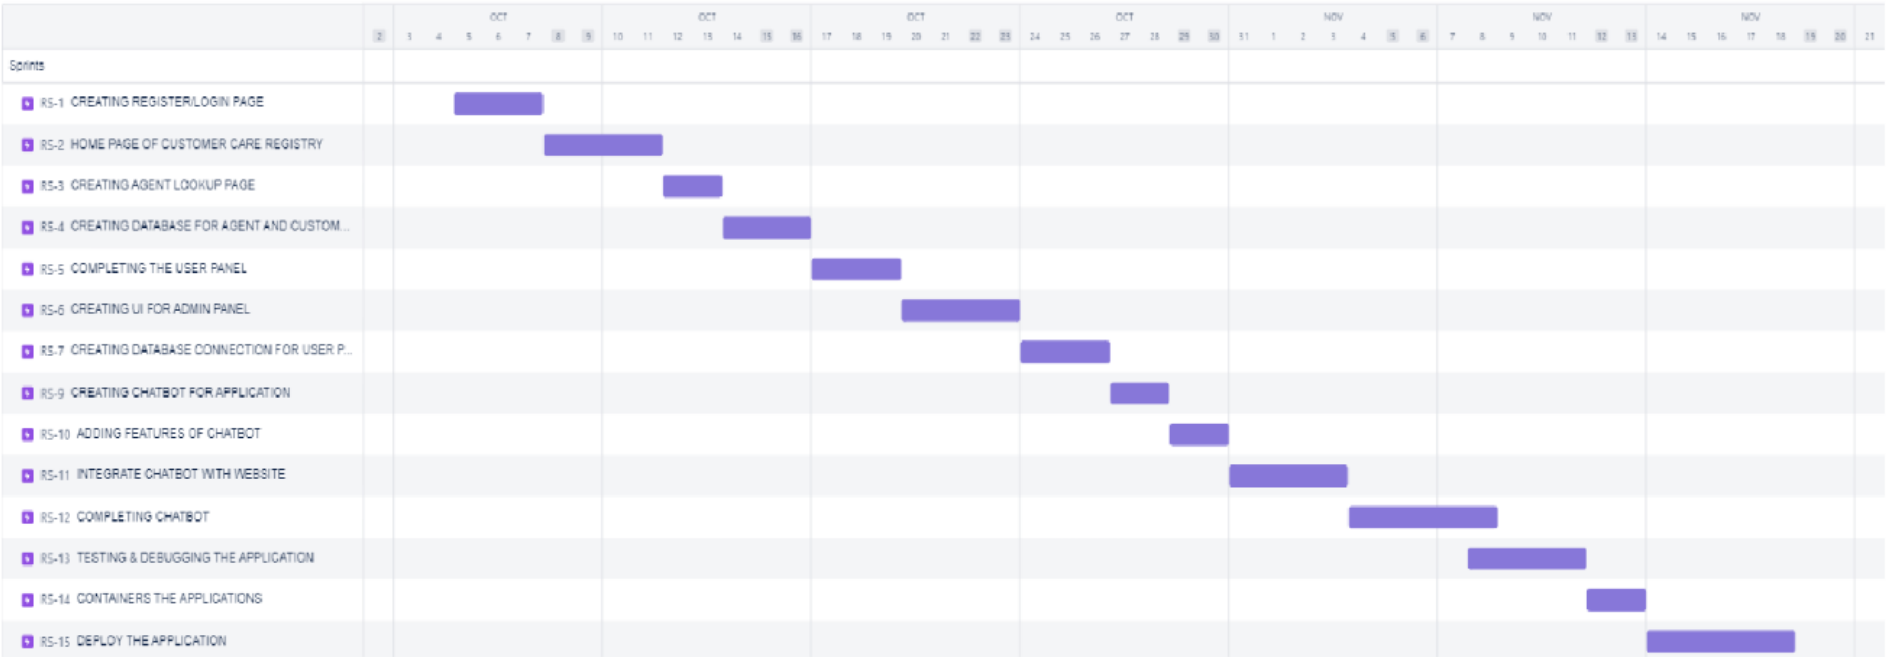 OCT OCT OCT OCT NOV NOV NOV
2 3 4 5 6 7 8 9 10 11 12 13 14 15 16 17 18 19 20 21 22 23 24 25 26 27 28 29 30 31 1 2 3 4 5 6 7 8 9 10 11 12 13 14 15 16 17 18 19 20 21
Sprints
RS-1 CREATING REGISTER/LOGIN PAGE
RS-2 HOME PAGE OF CUSTOMER CARE REGISTRY
RS-3 CREATING AGENT LOOKUP PAGE
RS-4 CREATING DATABASE FOR AGENT AND CUSTOM...
RS-5 COMPLETING THE USER PANEL
RS-6 CREATING UI FOR ADMIN PANEL
RS-7 CREATING DATABASE CONNECTION FOR USER P...
RS-9 CREATING CHATBOT FOR APPLICATION
RS-10 ADDING FEATURES OF CHATBOT
RS-11 INTEGRATE CHATBOT WITH WEBSITE
RS-12 COMPLETING CHATBOT
RS-13 TESTING & DEBUGGING THE APPLICATION
RS-14 CONTAINERS THE APPLICATIONS
RS-15 DEPLOY THE APPLICATION